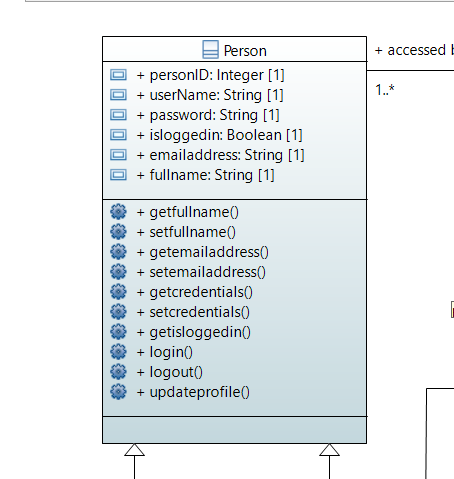 Person
+ accessed
+ personID: Integer [1]
1..*
+ userName: String [1]
+ password: String [1]
+ isloggedin: Boolean [1]
+ emailaddress: String [1]
+ fullname: String [1]
+ getfullname()
+ setfullname()
+ getemailaddress()
+ setemailaddress()
+ getcredentials()
+ setcredentials()
+ getisloggedin()
+ login()
+ logout()
+ updateprofile()